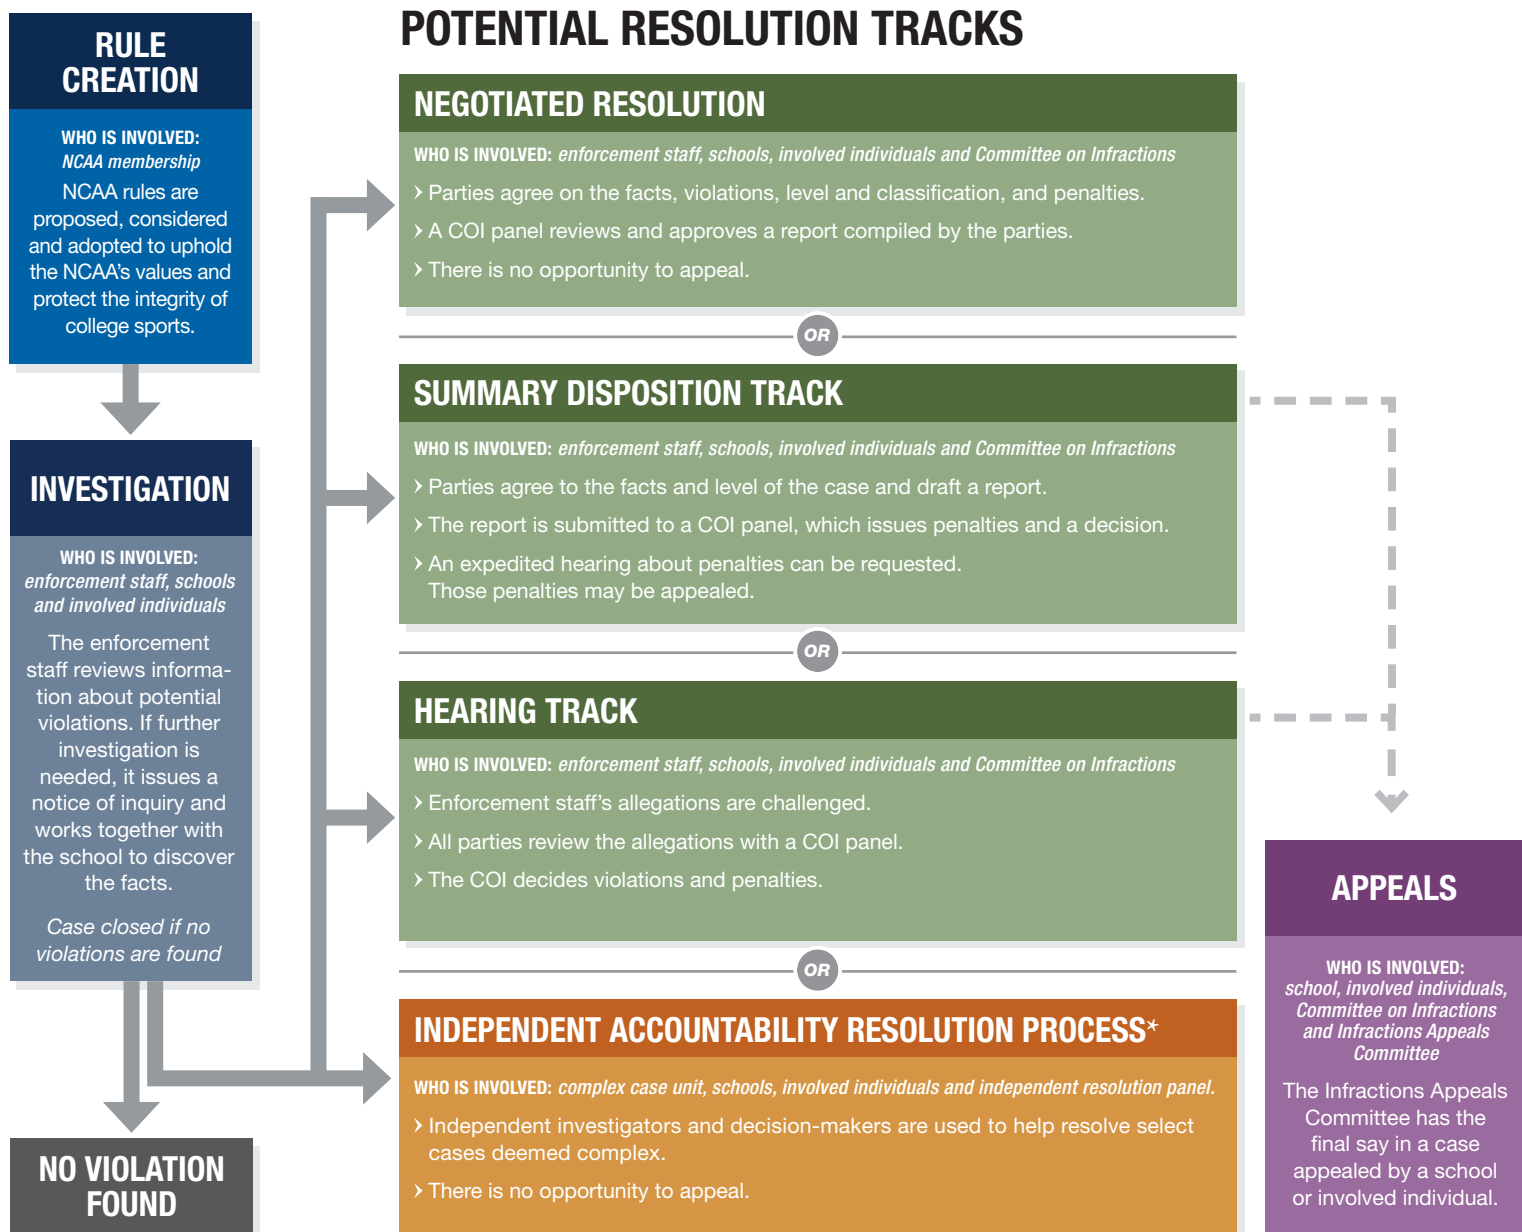 RULE
CREATION
WHO IS INVOLVED:
NCAA membership
NCAA rules are
proposed, considered
and adopted to uphold
the NCAA’s values and
protect the integrity of
college sports.
INVESTIGATION
WHO IS INVOLVED:
enforcement staff, schools
and involved individuals
The enforcement
staff reviews informa-
tion about potential
violations. If further
investigation is
needed, it issues a
notice of inquiry and
works together with
the school to discover
the facts.
Case closed if no
violations are found
NO VIOLATION
FOUND
POTENTIAL RESOLUTION TRACKS
NEGOTIATED RESOLUTION
WHO IS INVOLVED: enforcement staff, schools, involved individuals and Committee on Infractions
› Parties agree on the facts, violations, level and classification, and penalties.
› A COI panel reviews and approves a report compiled by the parties.
› There is no opportunity to appeal.
OR
SUMMARY DISPOSITION TRACK
WHO IS INVOLVED: enforcement staff, schools, involved individuals and Committee on Infractions
› Parties agree to the facts and level of the case and draft a report.
› The report is submitted to a COI panel, which issues penalties and a decision.
› An expedited hearing about penalties can be requested.
Those penalties may be appealed.
OR
HEARING TRACK
WHO IS INVOLVED: enforcement staff, schools, involved individuals and Committee on Infractions
› Enforcement staff’s allegations are challenged.
› All parties review the allegations with a COI panel.
› The COI decides violations and penalties.
OR
INDEPENDENT ACCOUNTABILITY RESOLUTION PROCESS*
WHO IS INVOLVED: complex case unit, schools, involved individuals and independent resolution panel.
› Independent investigators and decision-makers are used to help resolve select
cases deemed complex.
› There is no opportunity to appeal.
APPEALS
WHO IS INVOLVED:
school, involved individuals,
Committee on Infractions
and Infractions Appeals
Committee
The Infractions Appeals
Committee has the
final say in a case
appealed by a school
or involved individual.